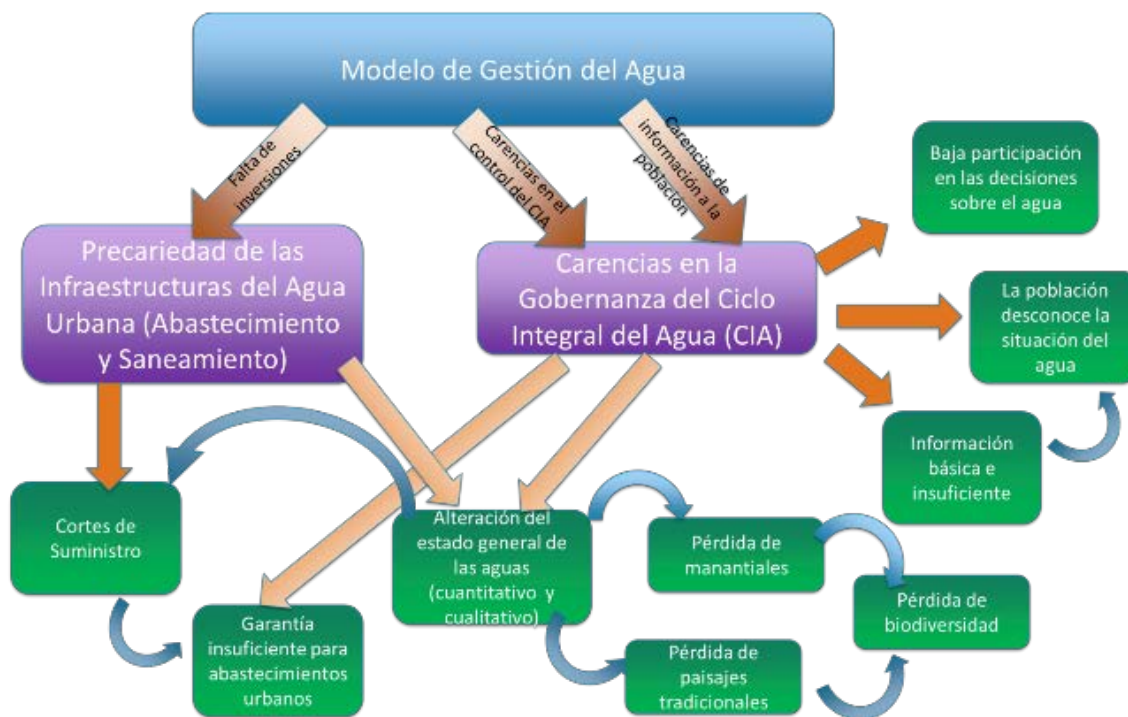 Modelo de Gestión del Agua
Falta de
inversiones
Carencias en el
control del CIA
Carencias de
información a la
población
Precariedad de las
Infraestructuras del Agua
Urbana (Abastecimiento
y Saneamiento)
Carencias en la
Gobernanza del Ciclo
Integral del Agua (CIA)
Baja participación
en las decisiones
sobre el agua
La población
desconoce la
situación del
agua
Información
básica e
insuficiente
Cortes de
Suministro
Garantía
insuficiente para
abastecimientos
urbanos
Alteración del
estado general de
las aguas
(cuantitativo y
cualitativo)
Pérdida de
manantiales
Pérdida de
paisajes
tradicionales
Pérdida de
biodiversidad